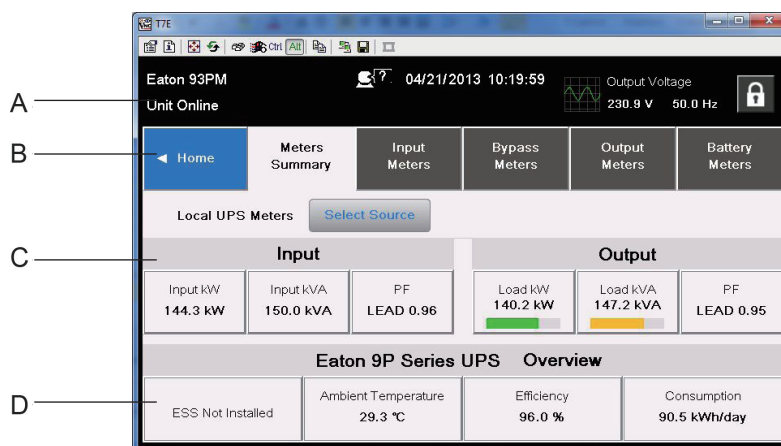 T7E
Ctrl Alt
Eaton 93PM
? 04/21/2013 10:19:59
Output Voltage
A
Unit Online
230.9 V 50.0 Hz
B
◄ Home
Meters Summary
Input Meters
Bypass Meters
Output Meters
Battery Meters
Local UPS Meters
Select Source
C
Input
Output
Input kW
144.3 kW
Input kVA
150.0 kVA
PF
LEAD 0.96
Load kW
140.2 kW
Load kVA
147.2 kVA
PF
LEAD 0.95
Eaton 9P Series UPS Overview
D
ESS Not Installed
Ambient Temperature
29.3 °C
Efficiency
96.0 %
Consumption
90.5 kWh/day